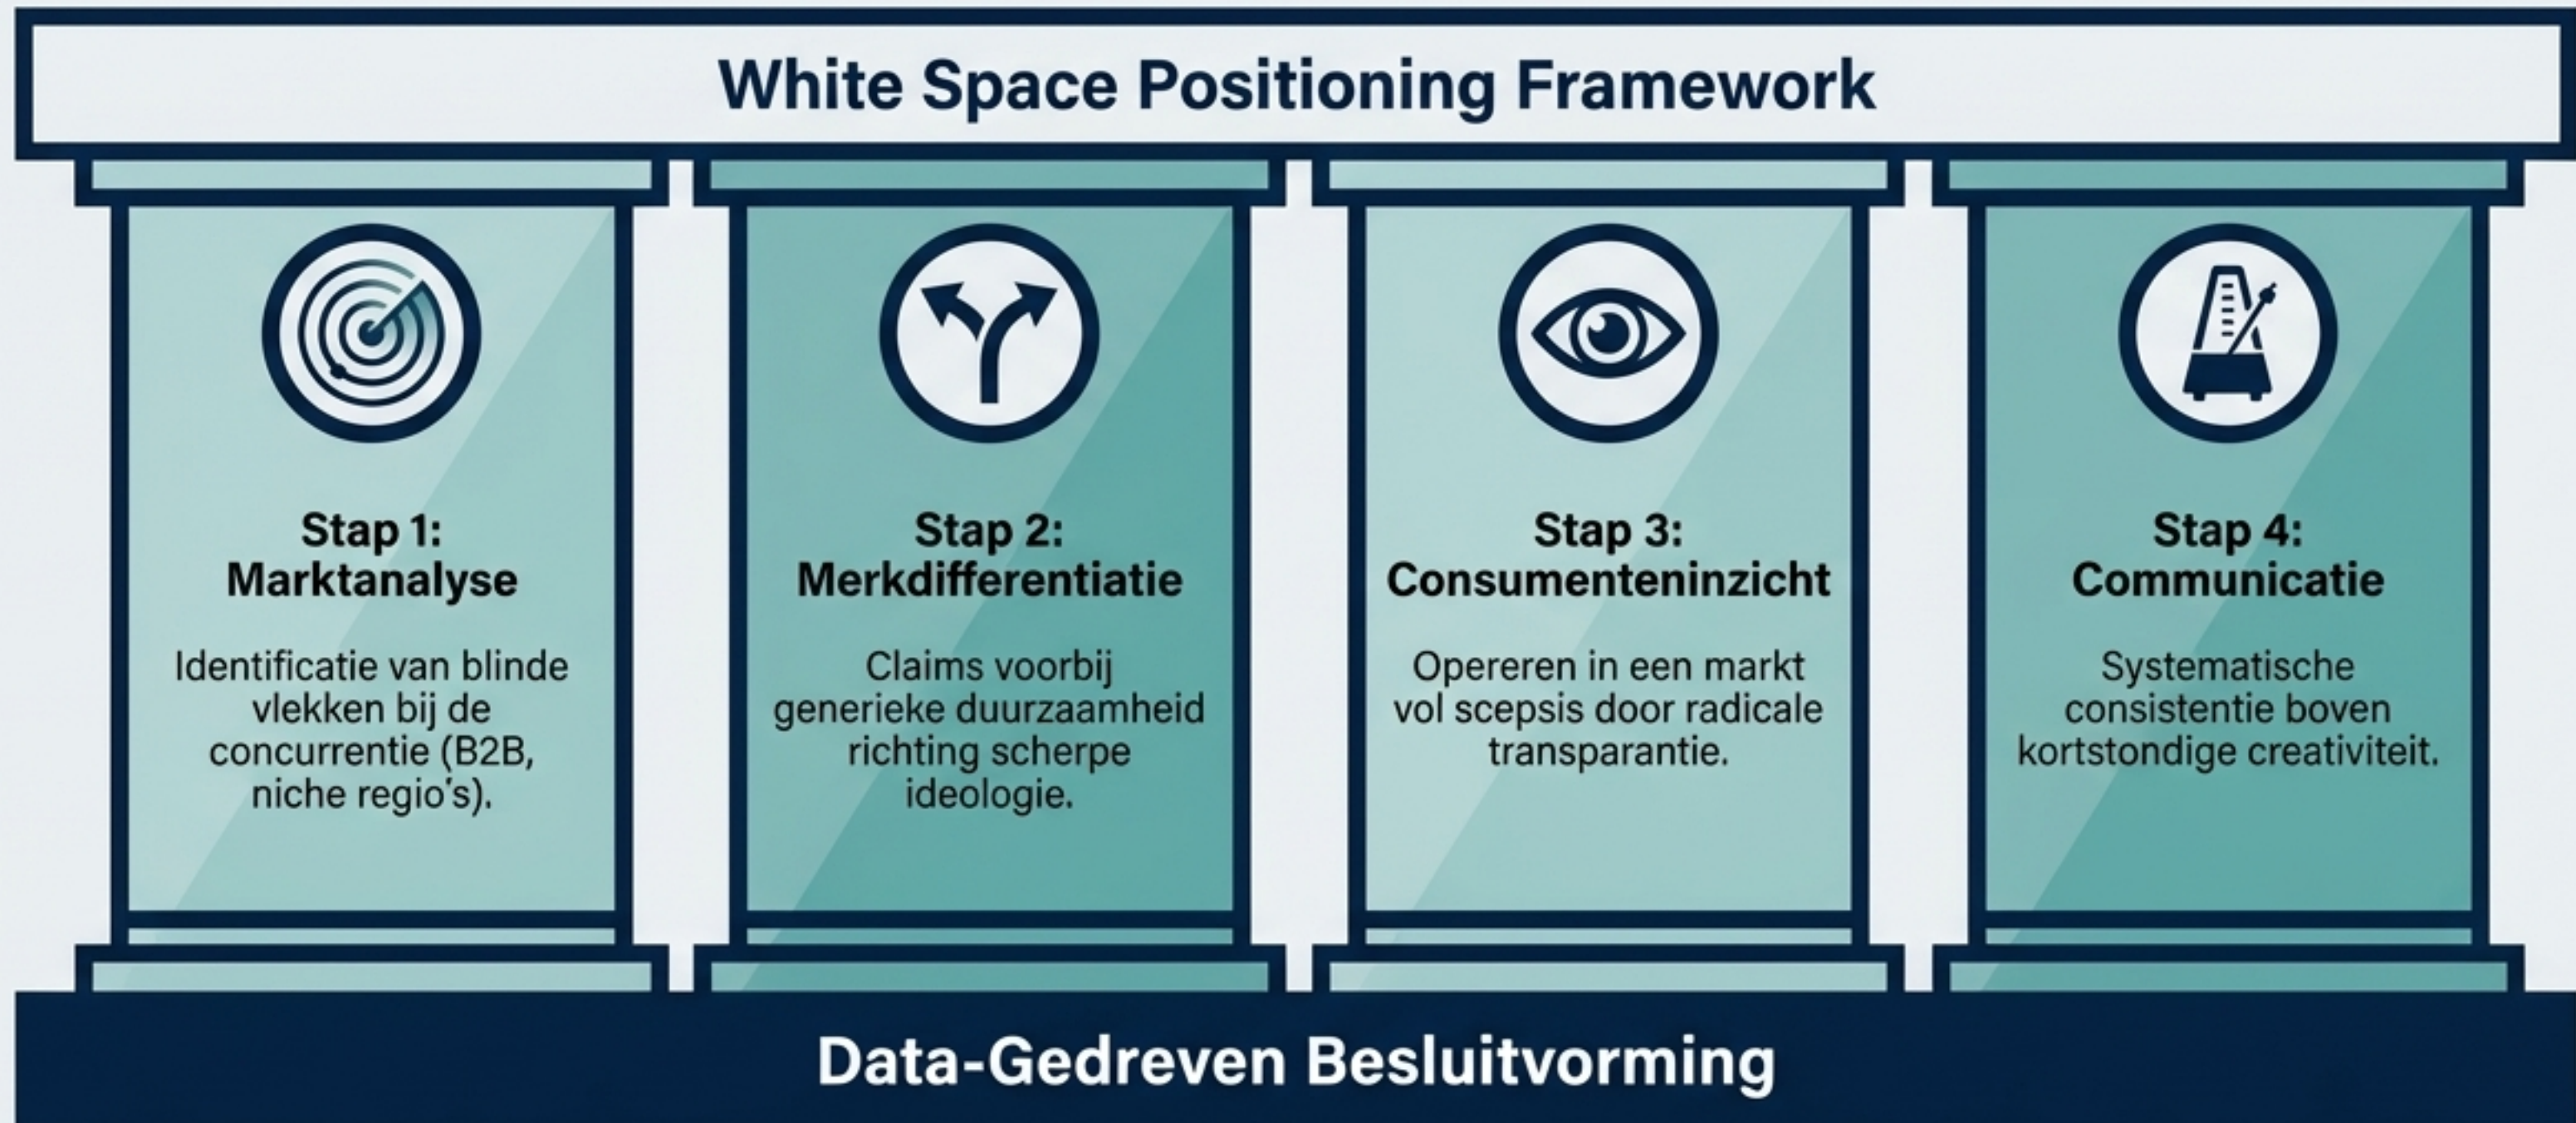 White Space Positioning Framework
Stap 1:
Marktanalyse
Identificatie van blinde
vlekken bij de
concurrentie (B2B,
niche regio's).
Stap 2:
Merkdifferentiatie
Claims voorbij
generieke duurzaamheid
richting scherpe
ideologie.
Stap 3:
Consumenteninzicht
Opereren in een markt
vol scepsis door radicale
transparantie.
Stap 4:
Communicatie
Systematische
consistentie boven
kortstondige creativiteit.
Data-Gedreven Besluitvorming